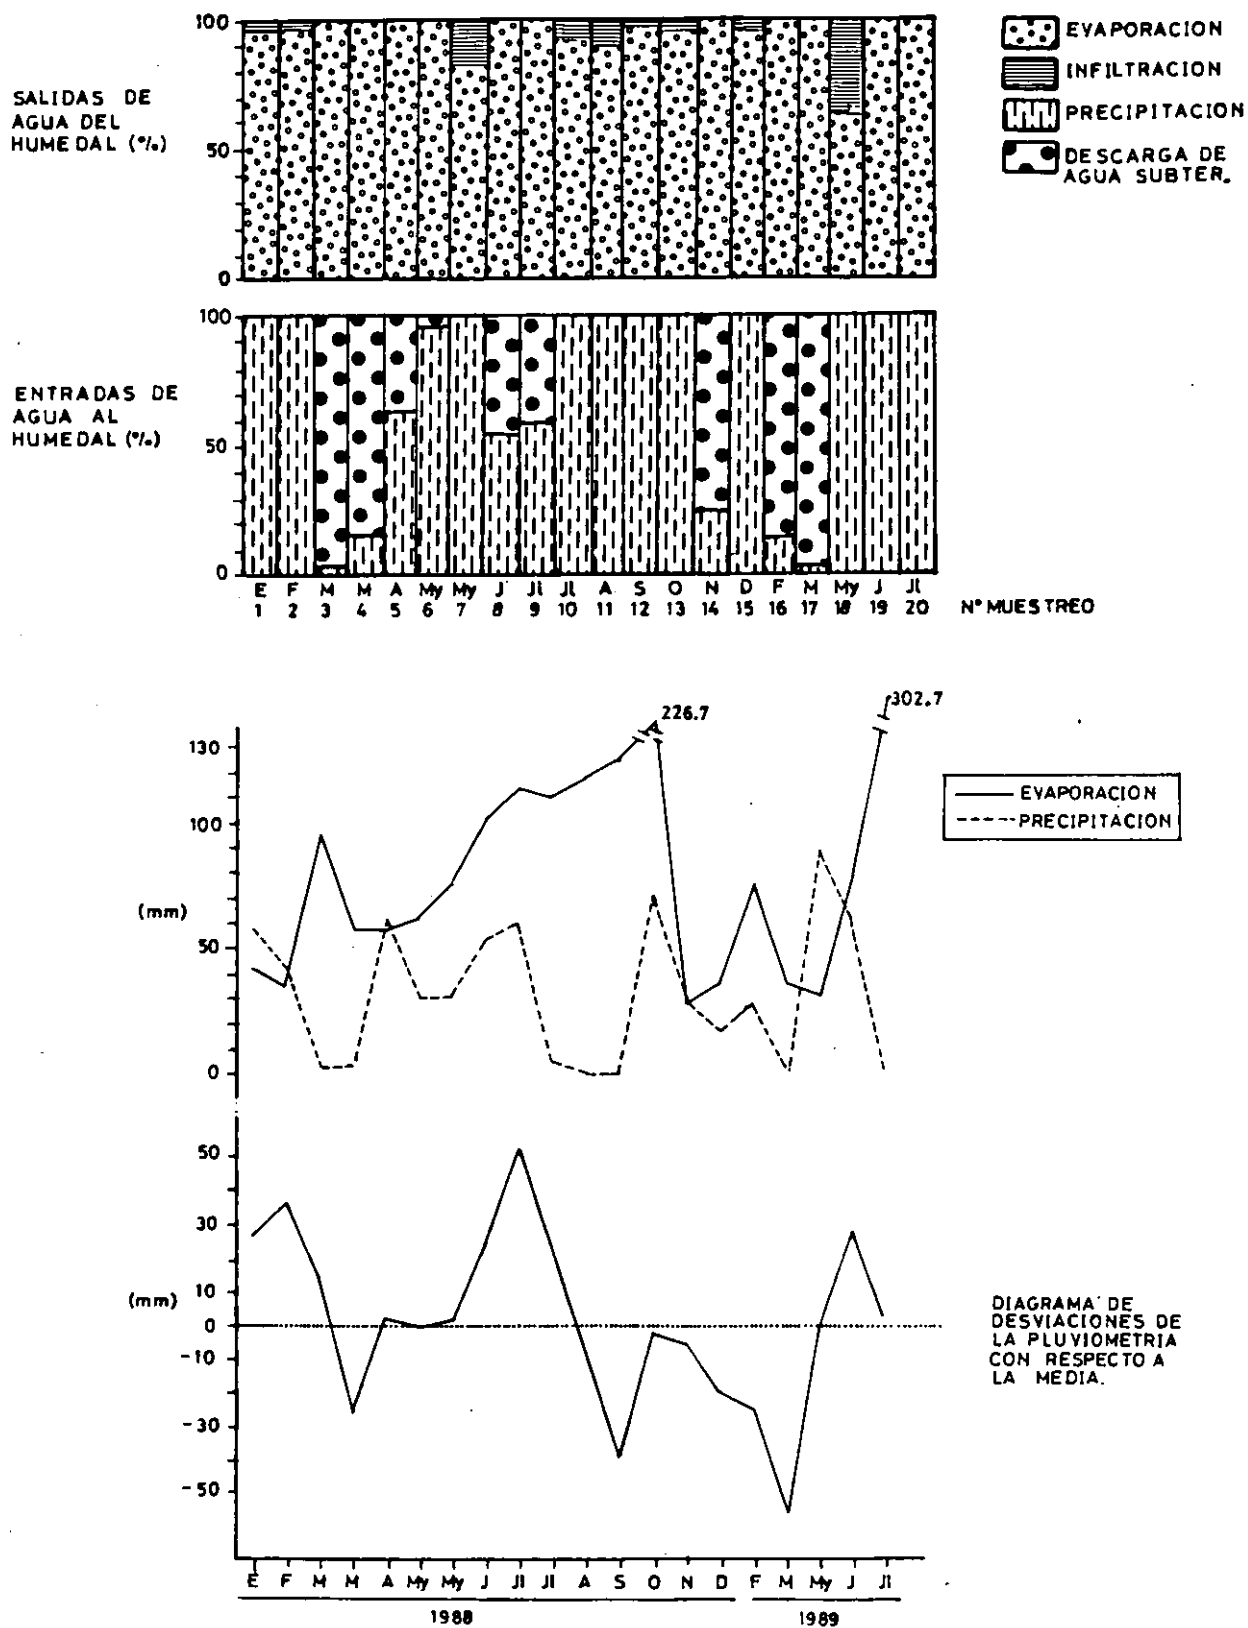 100
50
0
SALIDAS DE
AGUA DEL
HUMEDAL (%)
EVAPORACION
INFILTRACION
PRECIPITACION
DESCARGA DE
AGUA SUBTER.
100
50
0
ENTRADAS DE
AGUA AL
HUMEDAL (%)
E F M M A My My J Jl Jl A S O N D F M My J Jl
1 2 3 4 5 6 7 8 9 10 11 12 13 14 15 16 17 18 19 20 Nº MUESTREO
226.7
302.7
130
100
(mm)
50
0
EVAPORACION
PRECIPITACION
50
30
10
(mm)
0
-10
-30
-50
DIAGRAMA DE
DESVIACIONES DE
LA PLUVIOMETRIA
CON RESPECTO A
LA MEDIA.
E F M M A My My J Jl Jl A S O N D F M My J Jl
1988 1989